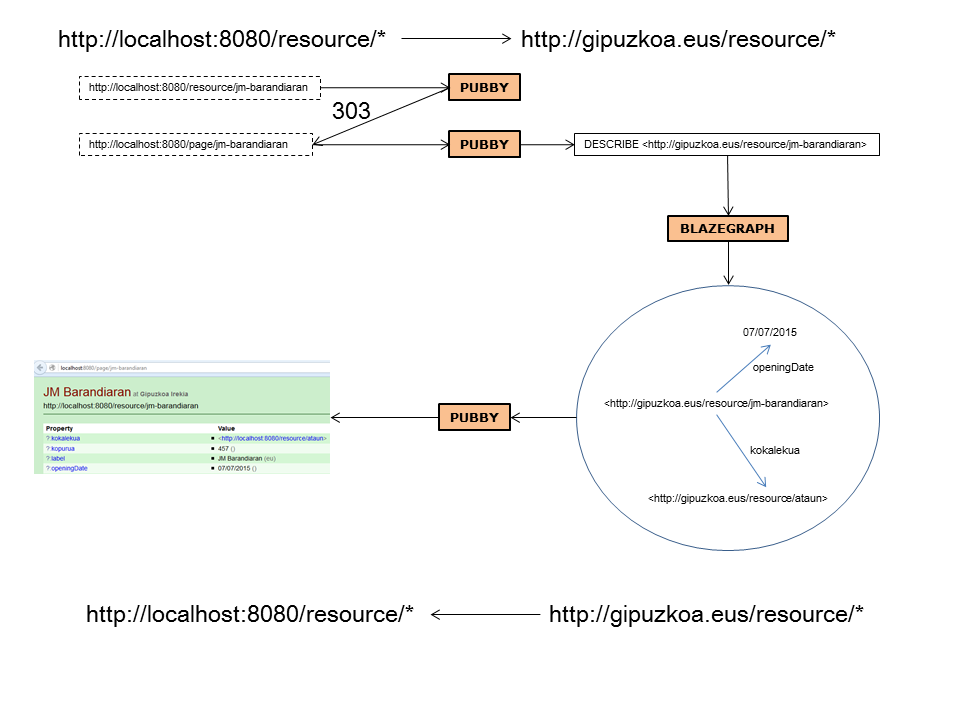 http://localhost:8080/resource/*
http://gipuzkoa.eus/resource/*
http://localhost:8080/resource/jm-barandiaran
PUBBY
303
http://localhost:8080/page/jm-barandiaran
PUBBY
DESCRIBE <http://gipuzkoa.eus/resource/jm-barandiaran>
BLAZEGRAPH
07/07/2015
openingDate
<http://gipuzkoa.eus/resource/jm-barandiaran>
kokalekua
<http://gipuzkoa.eus/resource/ataun>
PUBBY
localhost:8080/page/jm-barandiaran
JM Barandiaran at Gipuzkoa Irekia
http://localhost:8080/resource/jm-barandiaran
Property Value
?:kokalekua ▪ <http://localhost:8080/resource/ataun>
?:kopurua ▪ 457 ()
?:label ▪ JM Barandiaran (eu)
?:openingDate ▪ 07/07/2015 ()
http://localhost:8080/resource/*
http://gipuzkoa.eus/resource/*